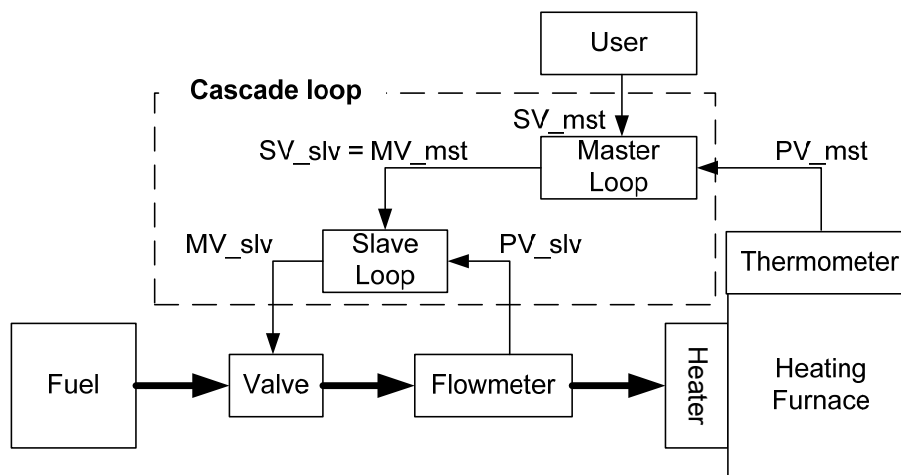 User
Cascade loop
SV_mst
SV_slv = MV_mst
Master
Loop
PV_mst
MV_slv
Slave
Loop
PV_slv
Thermometer
Fuel
Valve
Flowmeter
Heater
Heating
Furnace